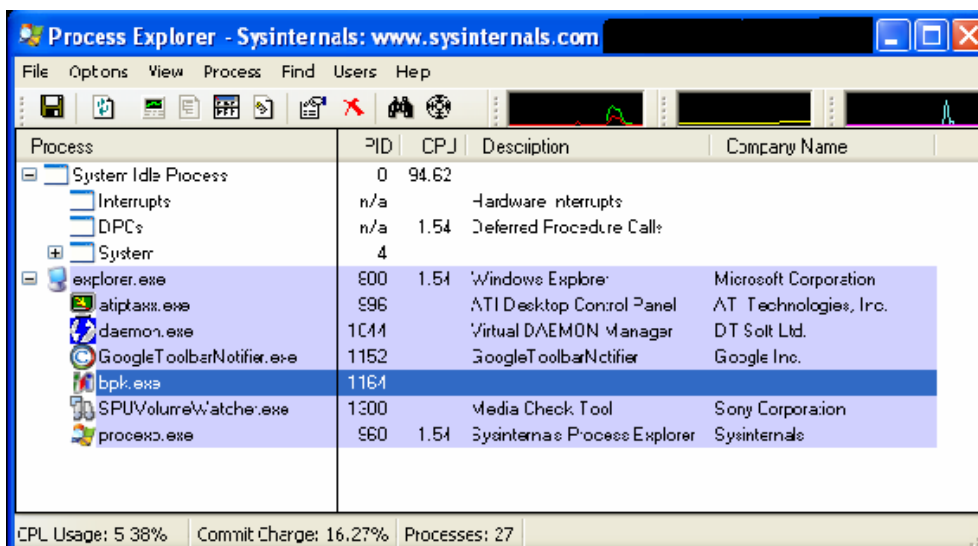 Process Explorer - Sysinternals: www.sysinternals.com
File Options View Process Find Users Help
Process PID CPU Description Company Name
System Idle Process 0 94.62
Interrupts n/a Hardware Interrupts
DPCs n/a 1.54 Deferred Procedure Calls
System 4
explorer.exe 800 1.54 Windows Explorer Microsoft Corporation
atiptaxx.exe 996 ATI Desktop Control Panel ATI Technologies, Inc.
daemon.exe 1044 Virtual DAEMON Manager DT Soft Ltd.
GoogleToolbarNotifier.exe 1152 GoogleToolbarNotifier Google Inc.
bpk.exe 1164
SPUVolumeWatcher.exe 1300 Media Check Tool Sony Corporation
procexp.exe 960 1.54 Sysinternals Process Explorer Sysinternals
CPU Usage: 5.38% Commit Charge: 16.27% Processes: 27